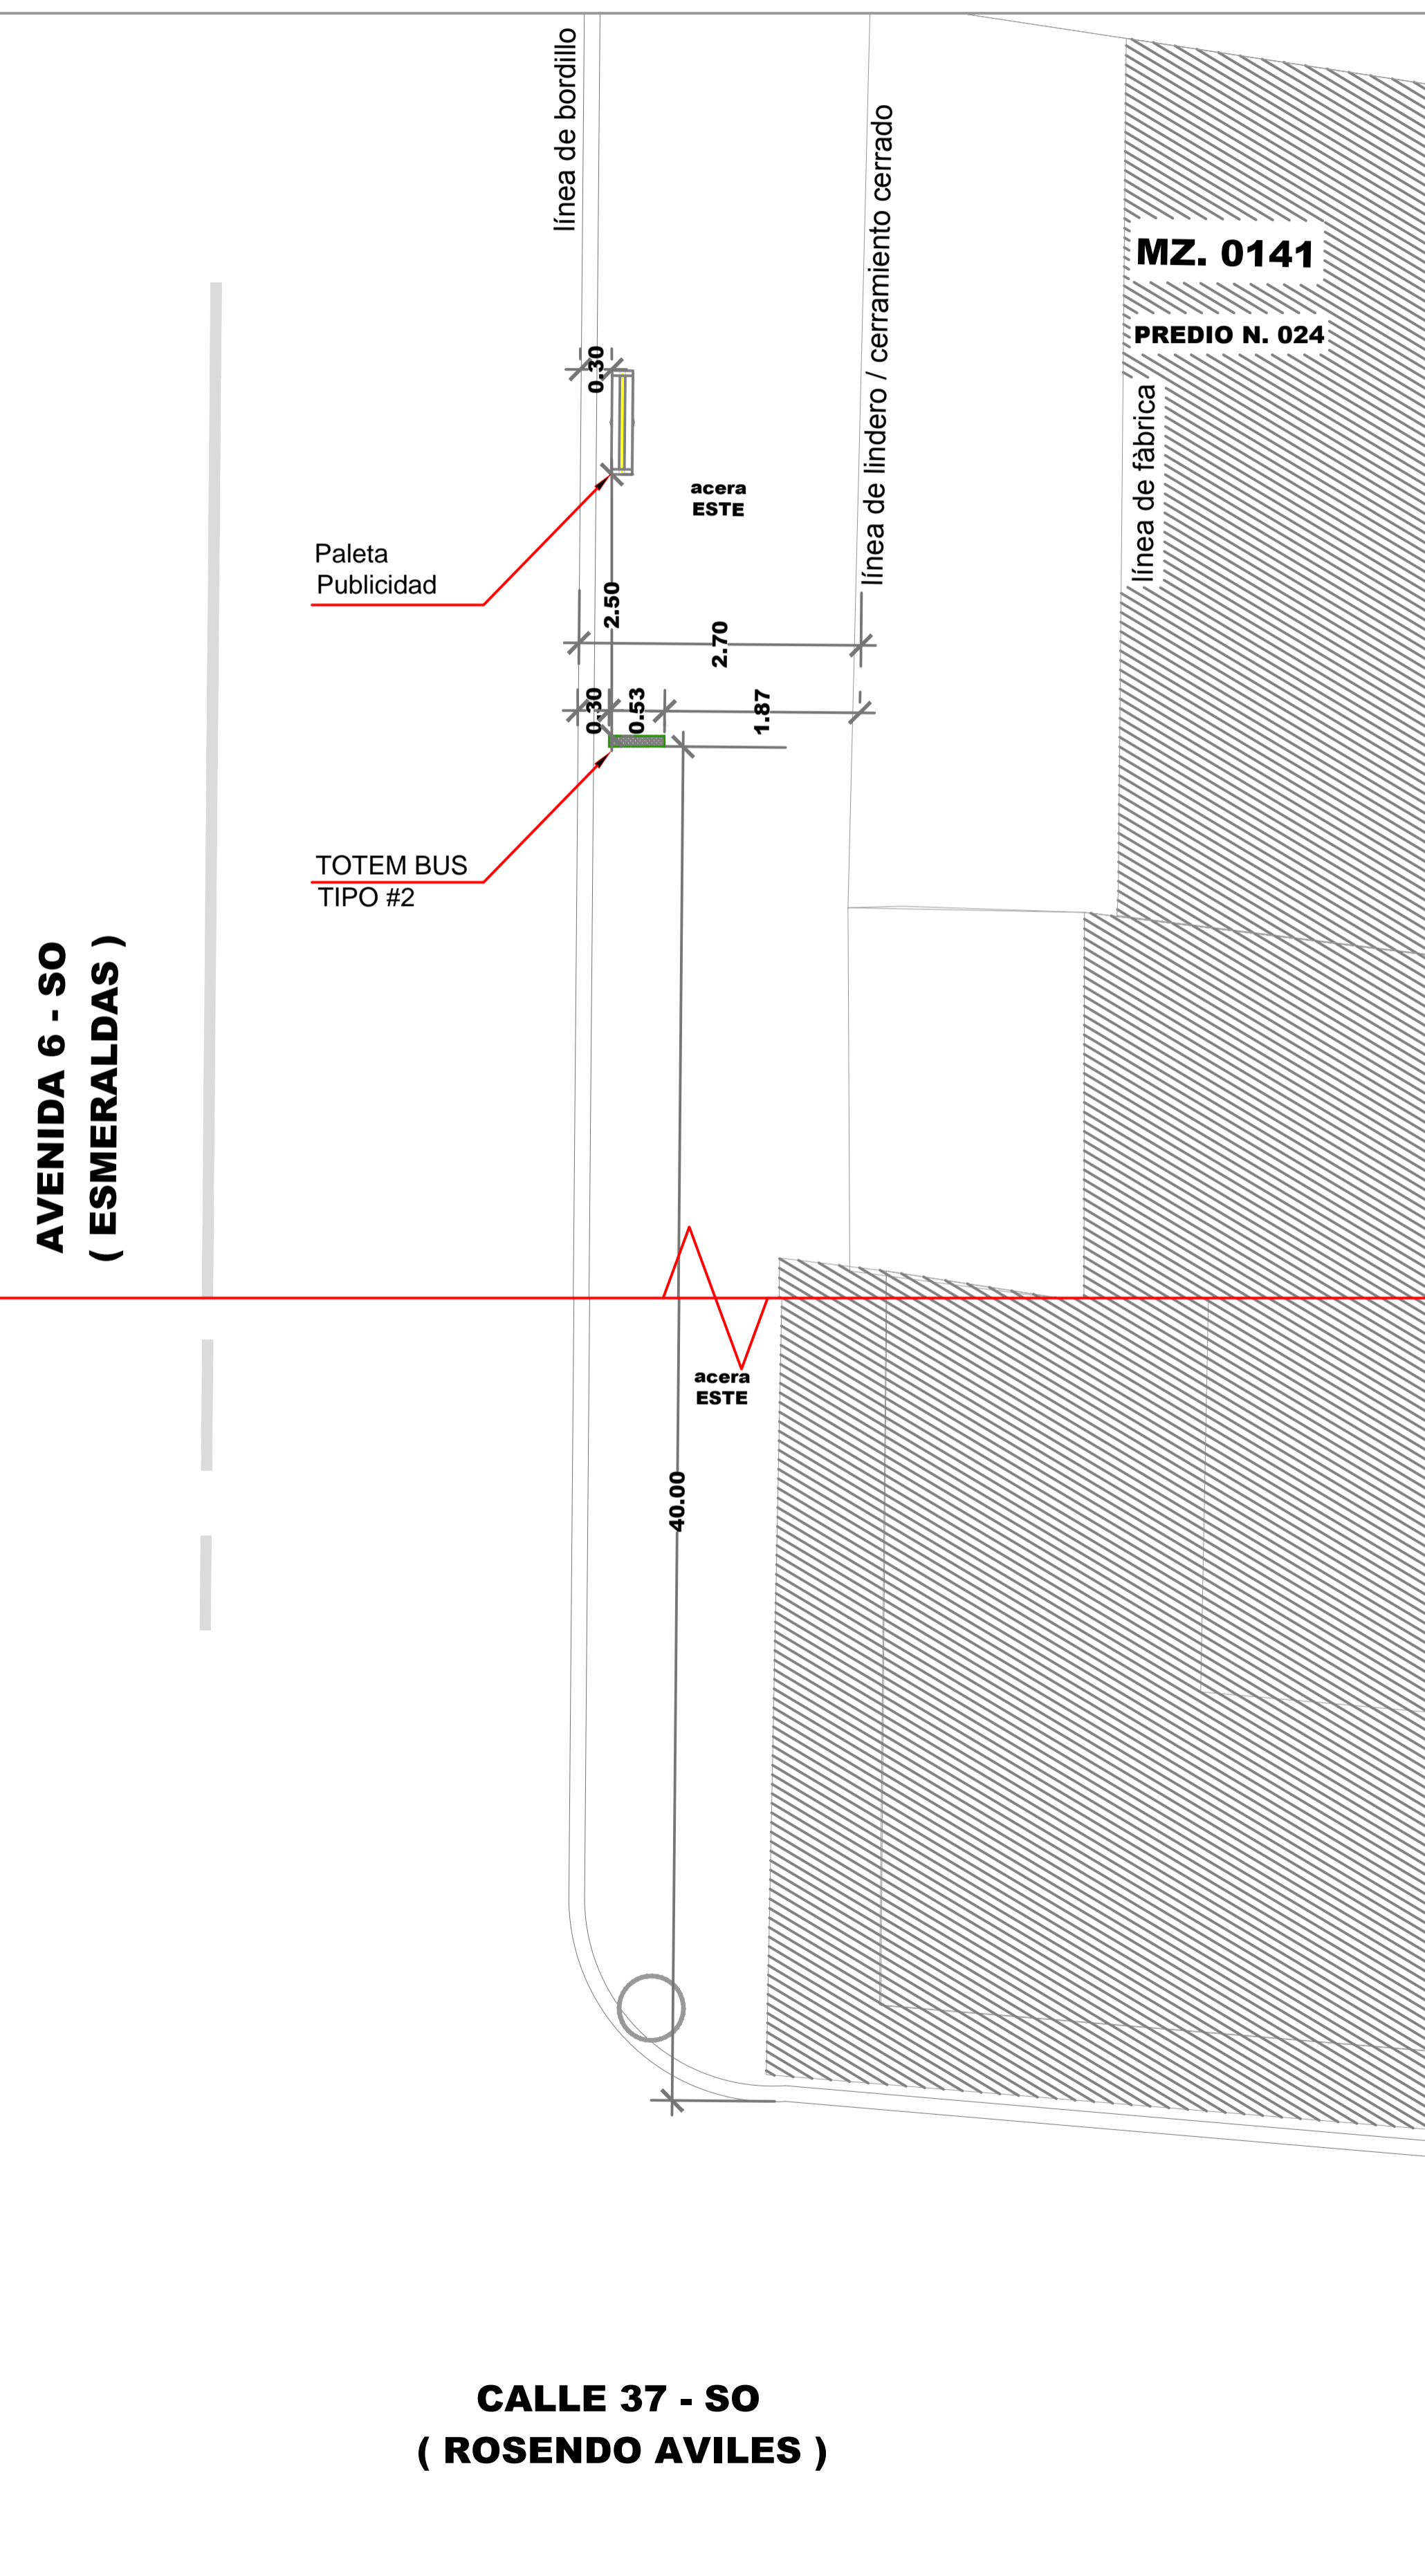 línea de bordillo
línea de lindero / cerramiento cerrado
MZ. 0141
PREDIO N. 024
línea de fàbrica
0.30
acera
ESTE
Paleta
Publicidad
2.50
2.70
0.30
0.53
1.87
TOTEM BUS
TIPO #2
AVENIDA 6 - SO
( ESMERALDAS )
acera
ESTE
40.00
CALLE 37 - SO
( ROSENDO AVILES )